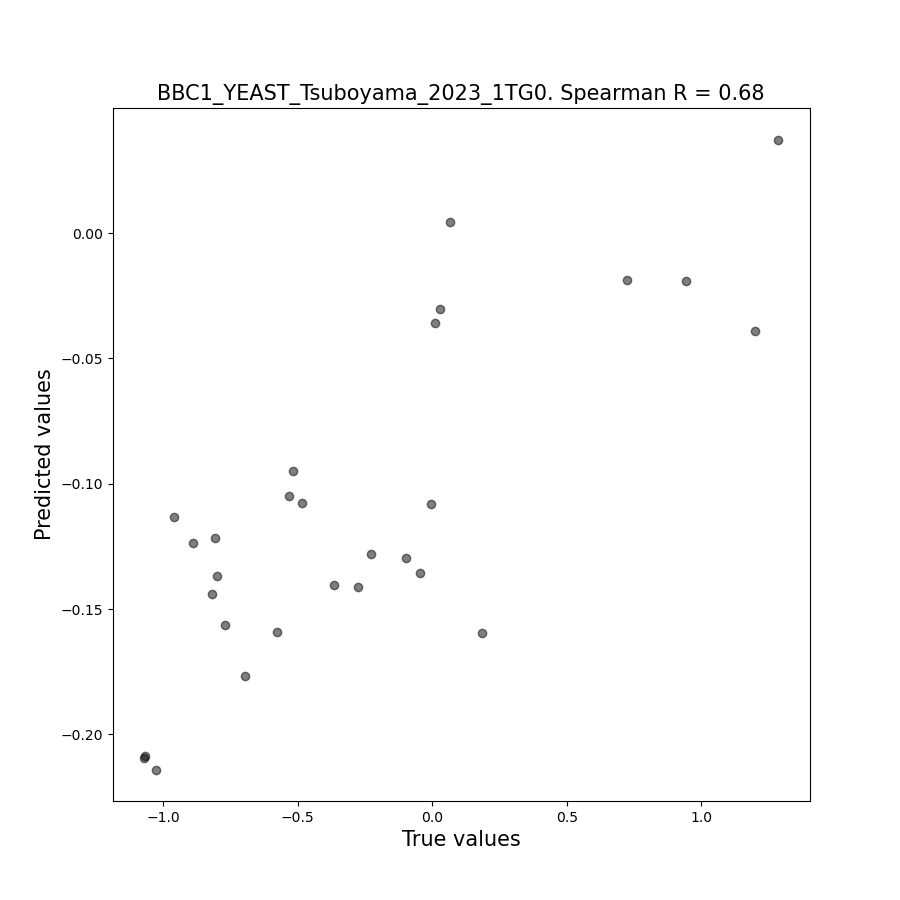 BBC1_YEAST_Tsuboyama_2023_1TG0. Spearman R = 0.68
Predicted values
0.00
−0.05
−0.10
−0.15
−0.20
−1.0 −0.5 0.0 0.5 1.0
True values